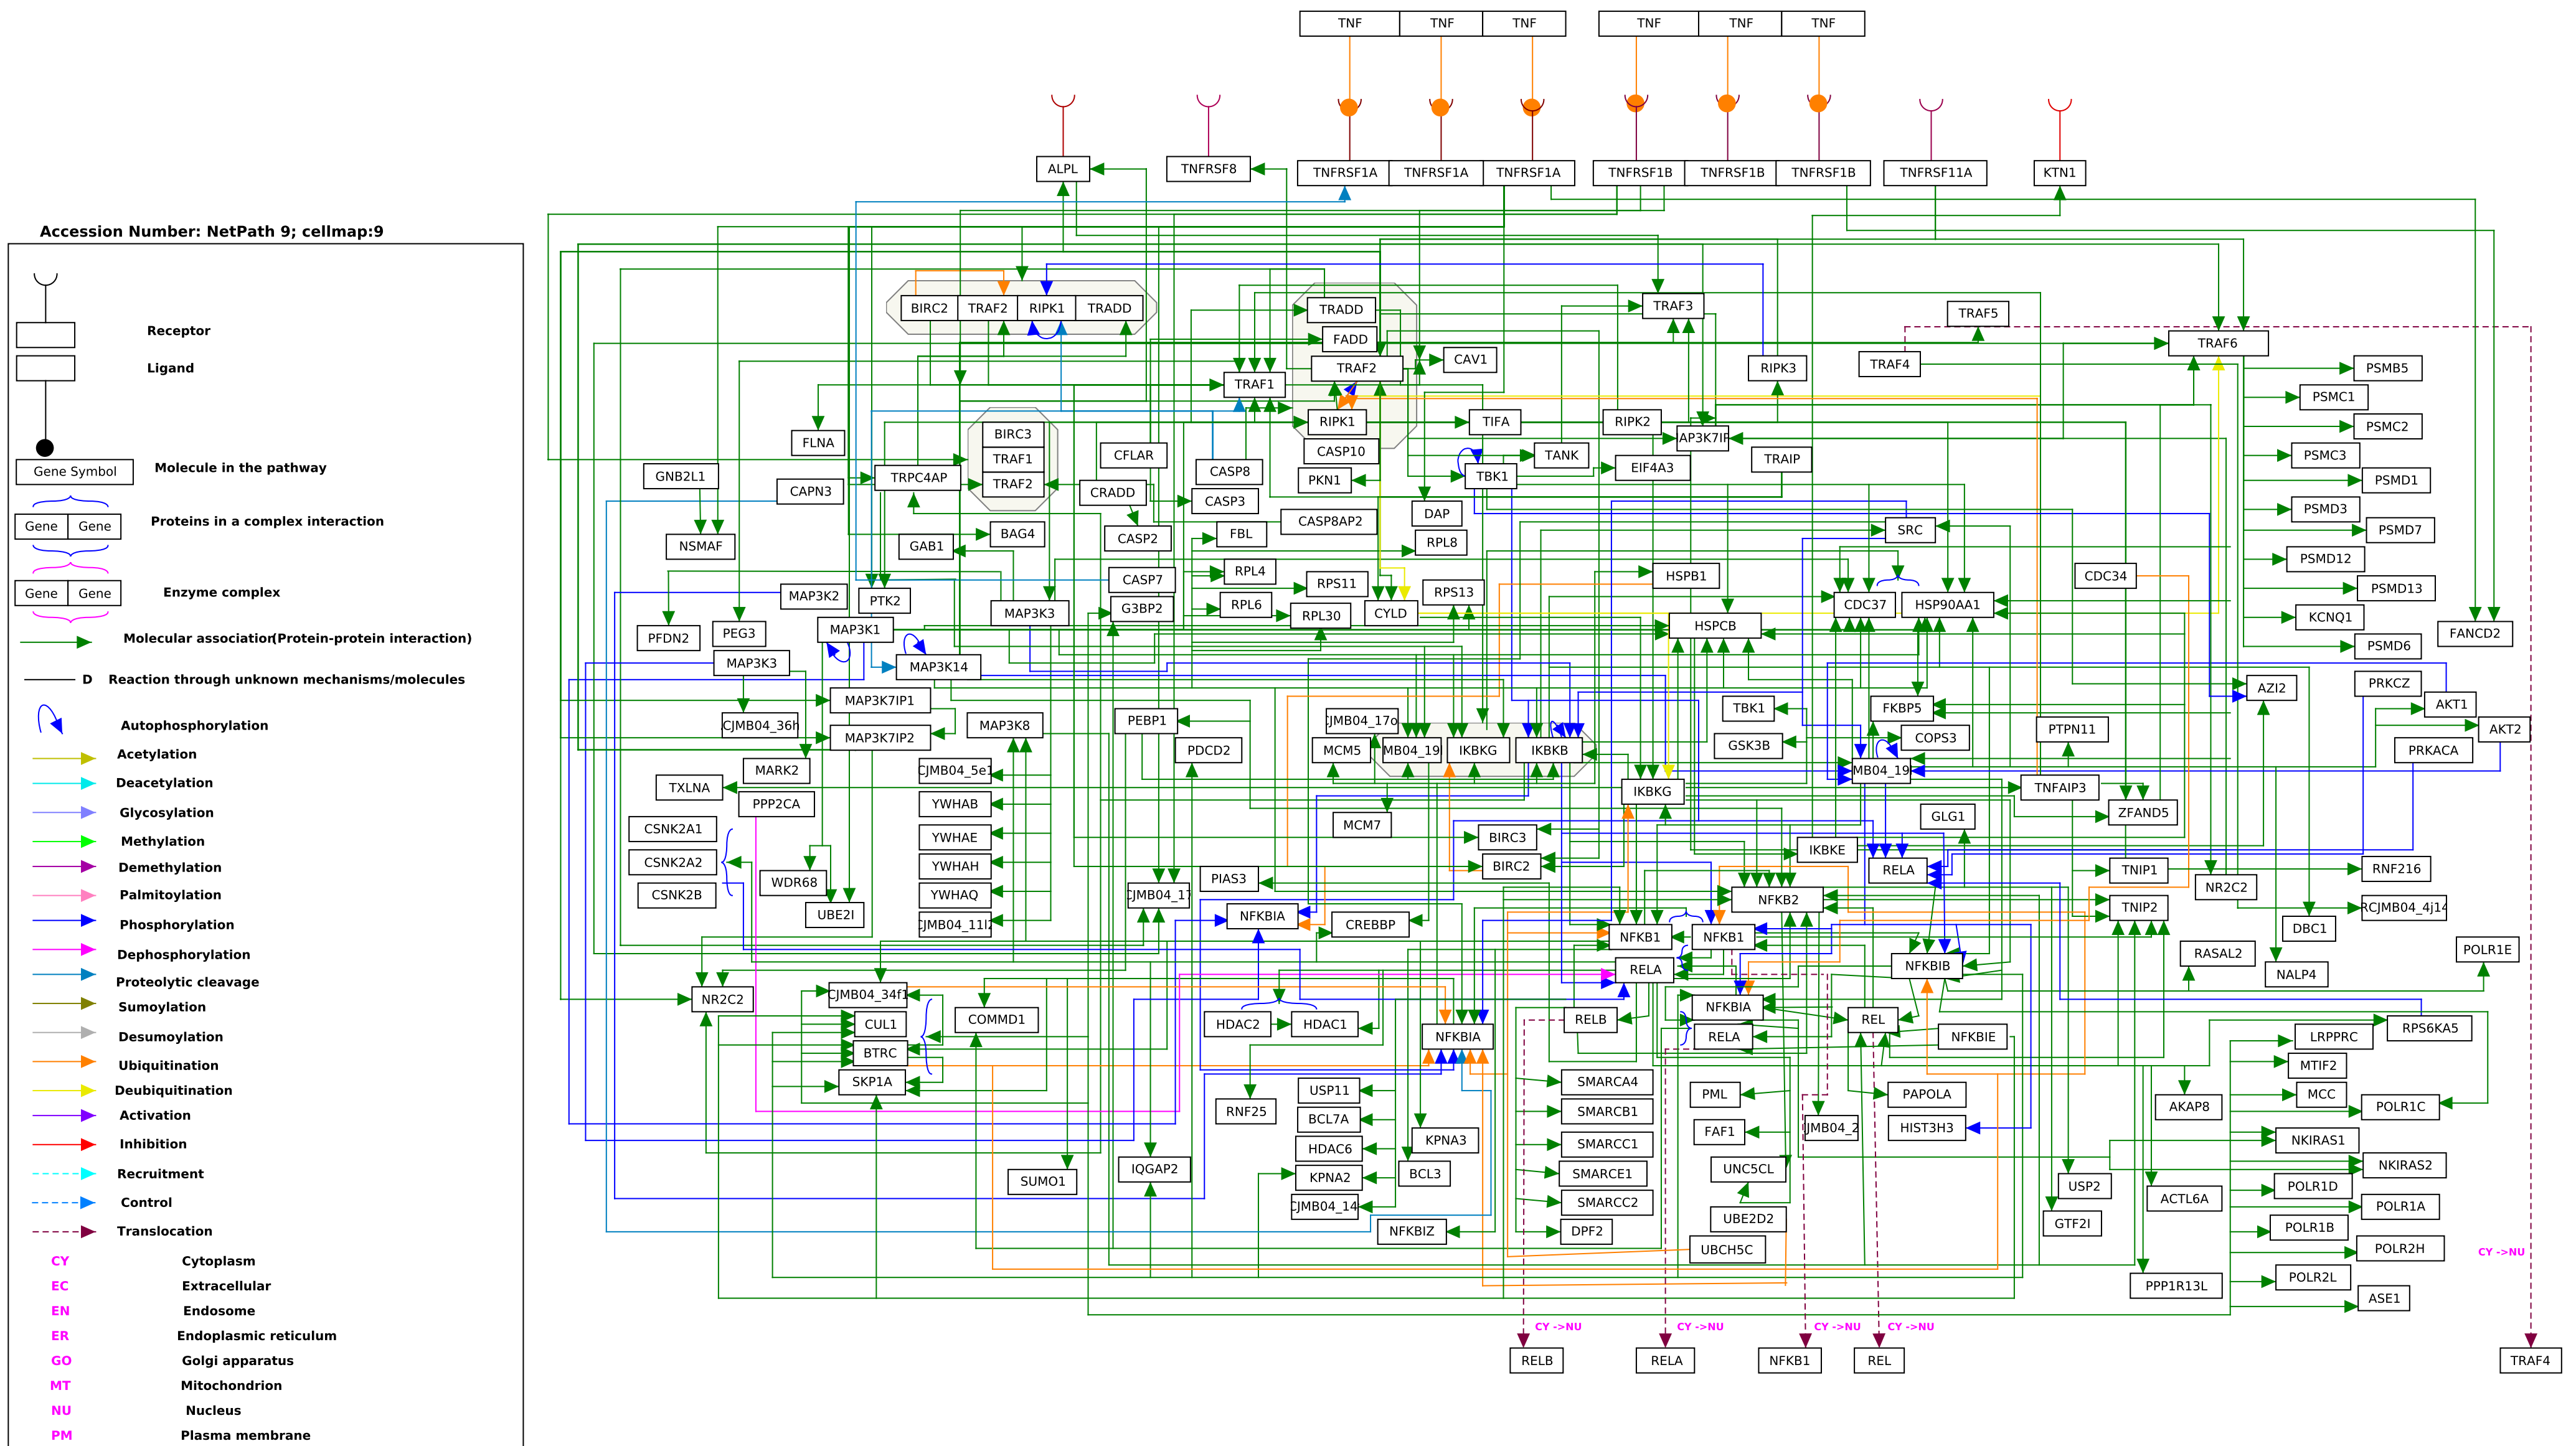 TNF TNF TNF TNF TNF TNF
ALPL TNFRSF8 TNFRSF1A TNFRSF1A TNFRSF1A TNFRSF1B TNFRSF1B TNFRSF1B TNFRSF11A KTN1
Accession Number: NetPath 9; cellmap:9
Receptor
Ligand
Gene Symbol Molecule in the pathway
Gene Gene Proteins in a complex interaction
Gene Gene Enzyme complex
Molecular association(Protein-protein interaction)
D Reaction through unknown mechanisms/molecules
Autophosphorylation
Acetylation
Deacetylation
Glycosylation
Methylation
Demethylation
Palmitoylation
Phosphorylation
Dephosphorylation
Proteolytic cleavage
Sumoylation
Desumoylation
Ubiquitination
Deubiquitination
Activation
Inhibition
Recruitment
Control
Translocation
CY Cytoplasm
EC Extracellular
EN Endosome
ER Endoplasmic reticulum
GO Golgi apparatus
MT Mitochondrion
NU Nucleus
PM Plasma membrane
BIRC2 TRAF2 RIPK1 TRADD
TRADD
FADD
TRAF2
RIPK1
CASP10
TRAF3
TRAF5
TRAF4
TRAF6
CAV1
RIPK3
TRAF1
FLNA
BIRC3
TRAF1
TRAF2
TIFA
RIPK2
AP3K7IP
CFLAR
CASP8
TANK
TRAIP
EIF4A3
GNB2L1
CAPN3
TRPC4AP
CRADD
CASP3
PKN1
TBK1
DAP
CASP8AP2
NSMAF
GAB1
BAG4
CASP2
FBL
RPL8
SRC
PSMB5
PSMC1
PSMC2
PSMC3
PSMD1
PSMD3
PSMD7
PSMD12
PSMD13
KCNQ1
PSMD6
FANCD2
CASP7
RPL4
RPS11
RPS13
HSPB1
CDC34
MAP3K2
PTK2
MAP3K3
G3BP2
RPL6
RPL30
CYLD
CDC37
HSP90AA1
PFDN2
PEG3
MAP3K1
HSPCB
MAP3K3
MAP3K14
AZI2
PRKCZ
AKT1
MAP3K7IP1
CJMB04_36h
MAP3K8
PEBP1
CJMB04_17o
TBK1
FKBP5
PTPN11
AKT2
MAP3K7IP2
PDCD2
MCM5
MB04_19
IKBKG
IKBKB
GSK3B
COPS3
PRKACA
MARK2
CJMB04_5e1
MB04_19
TXLNA
PPP2CA
YWHAB
IKBKG
TNFAIP3
ZFAND5
CSNK2A1
CSNK2A2
CSNK2B
YWHAE
YWHAH
YWHAQ
CJMB04_11l2
MCM7
BIRC3
BIRC2
GLG1
IKBKE
RELA
TNIP1
RNF216
WDR68
UBE2I
CJMB04_17
PIAS3
NFKB2
NR2C2
TNIP2
RCJMB04_4j14
NFKBIA
CREBBP
NFKB1
NFKB1
DBC1
RELA
NFKBIB
RASAL2
NALP4
POLR1E
NR2C2
CJMB04_34f1
CUL1
BTRC
SKP1A
COMMD1
HDAC2
HDAC1
NFKBIA
RELB
NFKBIA
RELA
REL
NFKBIE
LRPPRC
RPS6KA5
MTIF2
MCC
POLR1C
USP11
BCL7A
HDAC6
KPNA2
CJMB04_14
RNF25
KPNA3
BCL3
NFKBIZ
SMARCA4
SMARCB1
SMARCC1
SMARCE1
SMARCC2
DPF2
PML
FAF1
UNC5CL
UBE2D2
UBCH5C
JMB04_2
PAPOLA
HIST3H3
AKAP8
NKIRAS1
NKIRAS2
SUMO1
IQGAP2
USP2
ACTL6A
GTF2I
POLR1D
POLR1A
POLR1B
POLR2H
PPP1R13L
POLR2L
ASE1
CY ->NU
CY ->NU CY ->NU CY ->NU CY ->NU
RELB RELA NFKB1 REL TRAF4